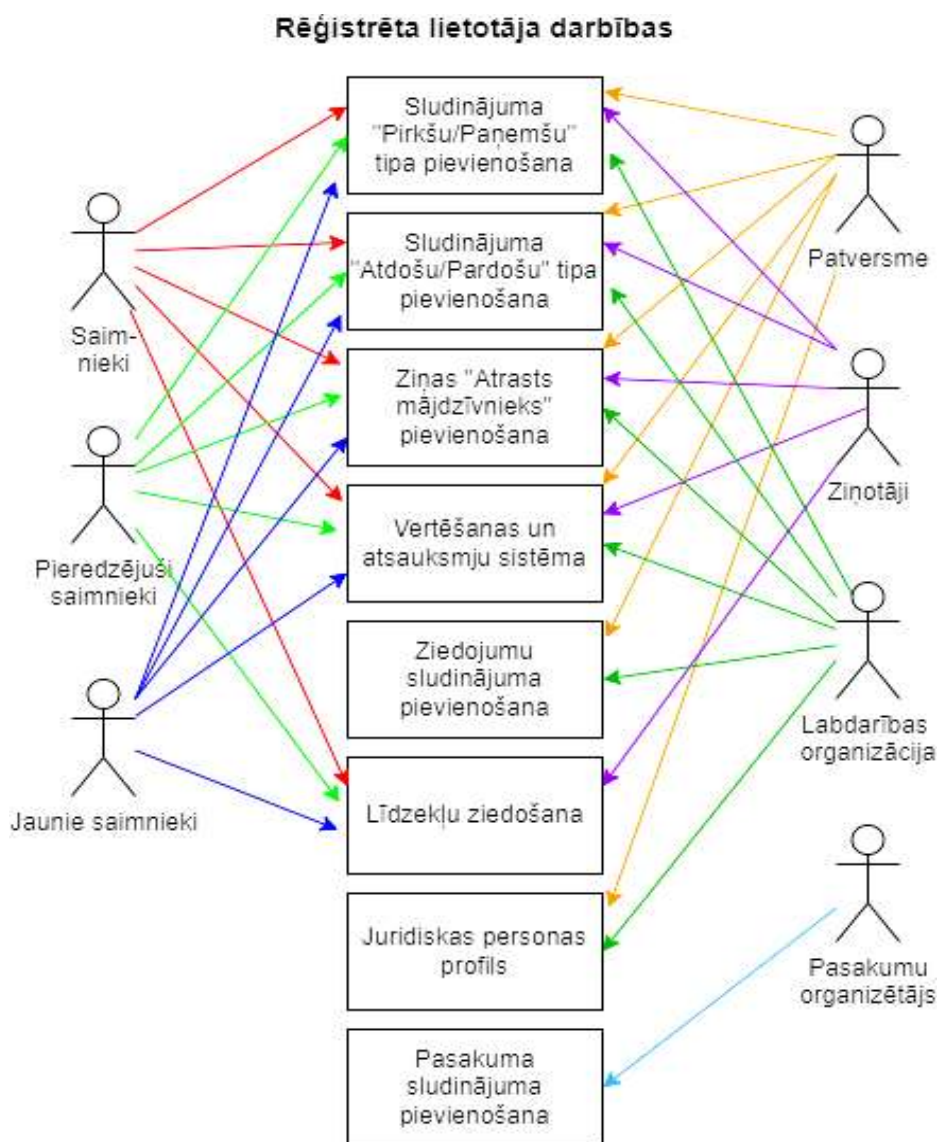 Rēģistrēta lietotāja darbības
Sludinājuma
"Pirkšu/Paņemšu"
tipa pievienošana
Sludinājuma
"Atdošu/Pardošu" tipa
pievienošana
Ziņas "Atrasts
mājdzīvnieks"
pievienošana
Vertēšanas un
atsauksmju sistēma
Ziedojumu
sludinājuma
pievienošana
Līdzekļu ziedošana
Juridiskas personas
profils
Pasakuma
sludinājuma
pievienošana
Saim-
nieki
Pieredzējuši
saimnieki
Jaunie saimnieki
Patversme
Ziņotāji
Labdarības
organizācija
Pasakumu
organizētājs